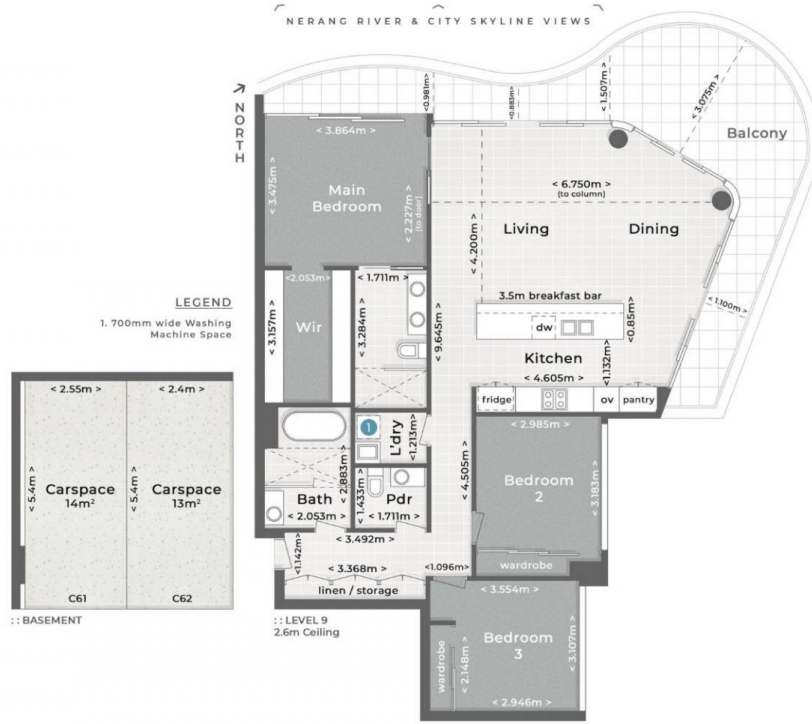 NERANG RIVER & CITY SKYLINE VIEWS
NORTH
<0.981m>
<0.883m>
<1.507m>
<3.075m>
Balcony
< 3.864m >
< 3.475m >
Main
Bedroom
< 2.227m >
(to door)
< 6.750m >
(to column)
Living
Dining
< 4.200m >
<2.053m>
< 1.711m >
< 3.157m >
Wir
< 3.284m >
< 9.645m >
3.5m breakfast bar
dw
<0.85m>
< 1.100m >
Kitchen
< 4.605m >
<1.132m>
fridge
ov
pantry
LEGEND
1. 700mm wide Washing
Machine Space
< 2.55m >
< 2.4m >
< 5.4m >
Carspace
14m²
< 5.4m >
Carspace
13m²
C61
C62
:: BASEMENT
1
L'dry
<1.213m>
Bath
< 2.883m >
< 2.053m >
<1.433m>
Pdr
< 1.711m >
< 4.505m >
< 2.985m >
Bedroom
2
< 3.183m >
wardrobe
< 3.492m >
<1.142m>
< 3.368m >
<1.096m>
linen / storage
:: LEVEL 9
2.6m Ceiling
< 3.554m >
Bedroom
3
wardrobe
< 2.148m >
< 3.107m >
< 2.946m >